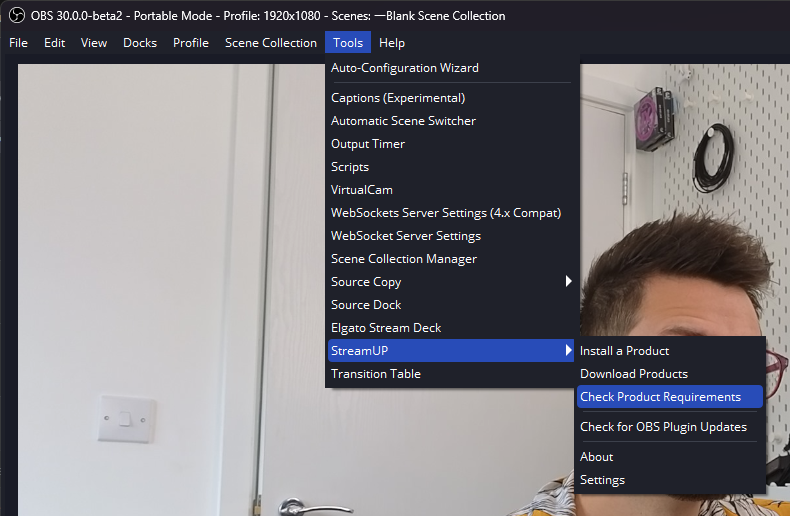 OBS 30.0.0-beta2 - Portable Mode - Profile: 1920x1080 - Scenes: —Blank Scene Collection
File Edit View Docks Profile Scene Collection Tools Help
Auto-Configuration Wizard
Captions (Experimental)
Automatic Scene Switcher
Output Timer
Scripts
VirtualCam
WebSockets Server Settings (4.x Compat)
WebSocket Server Settings
Scene Collection Manager
Source Copy
Source Dock
Elgato Stream Deck
StreamUP
Transition Table
Install a Product
Download Products
Check Product Requirements
Check for OBS Plugin Updates
About
Settings